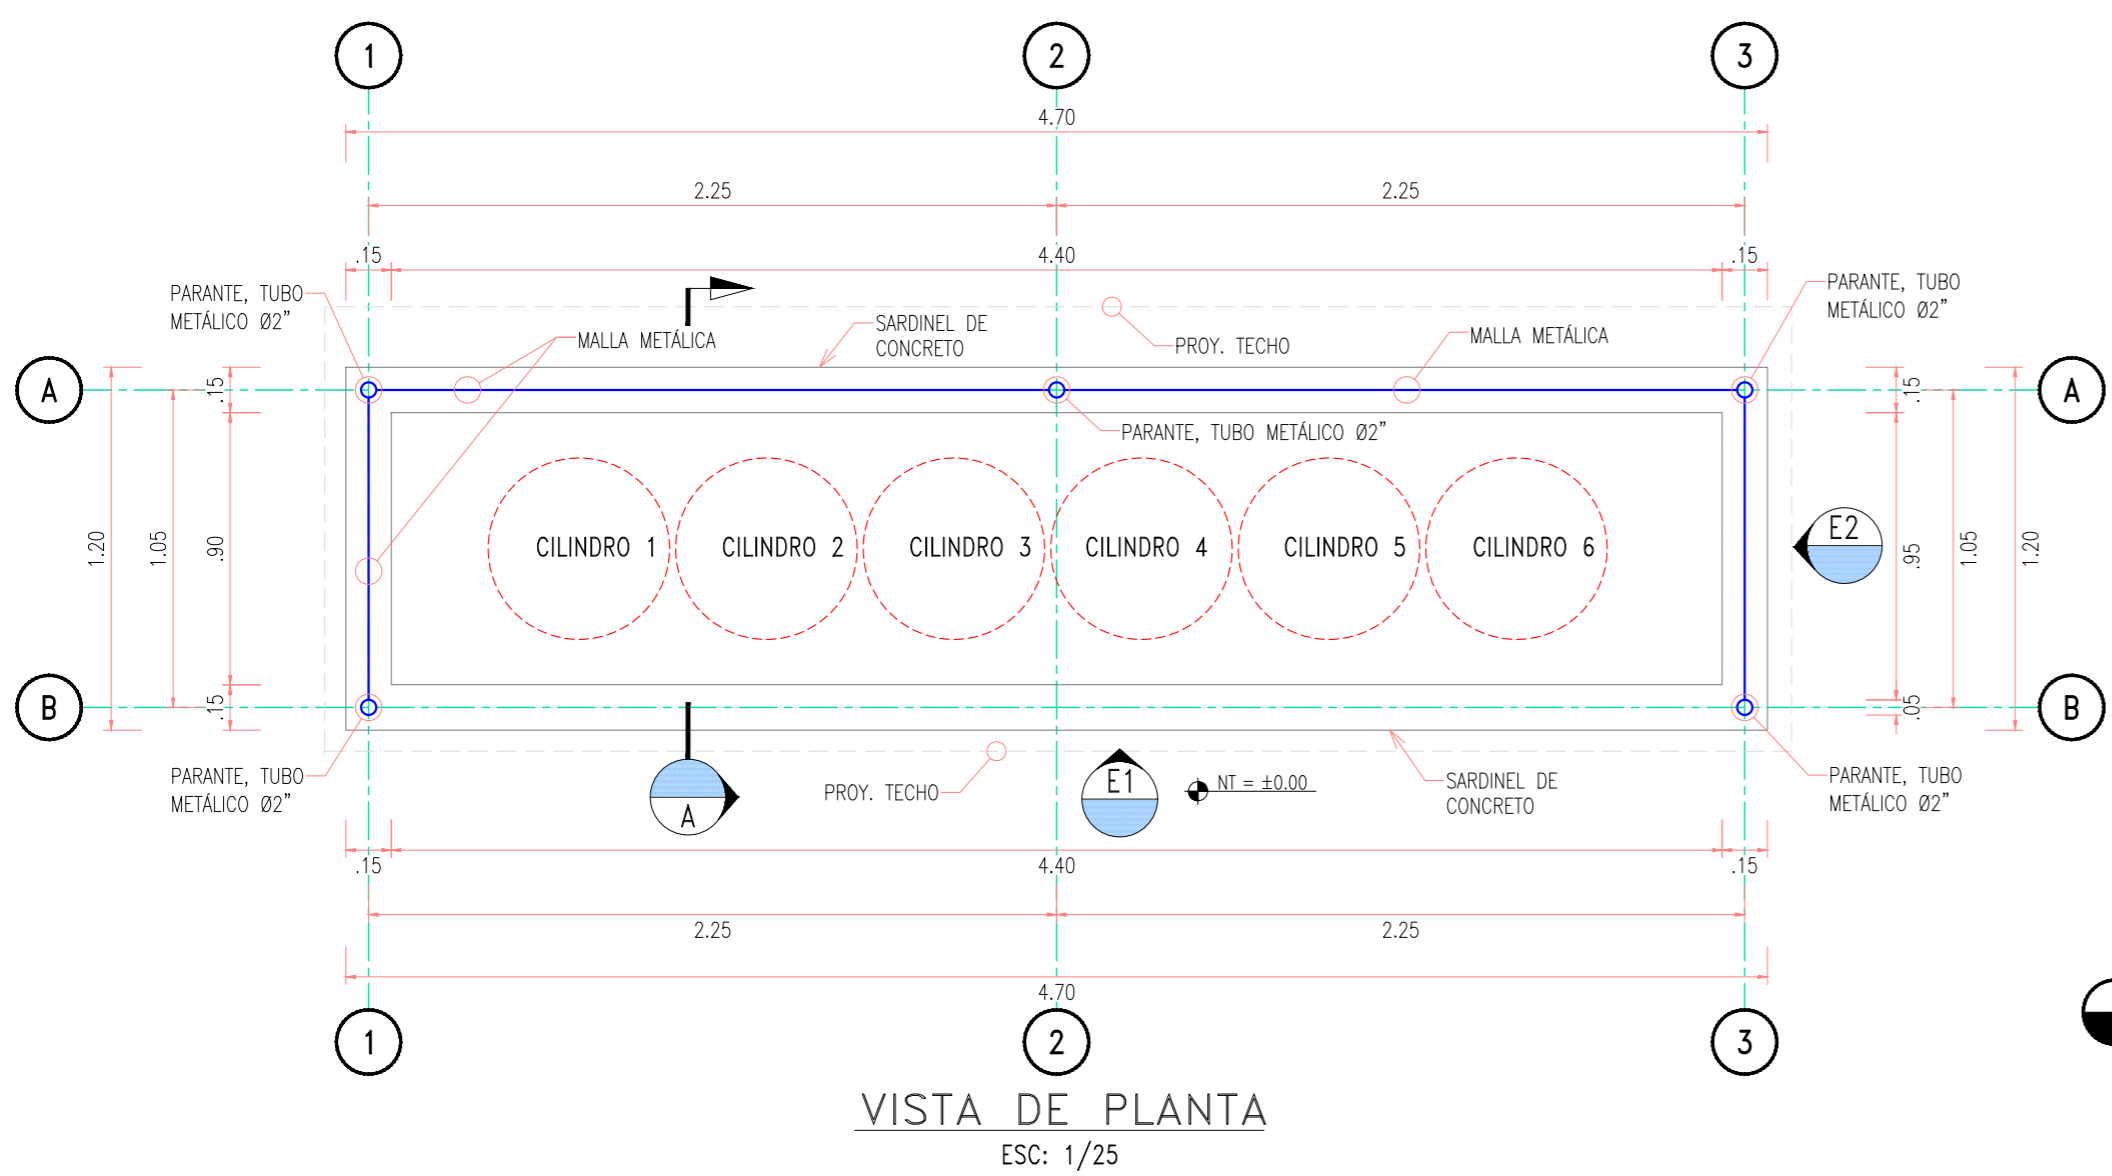 1
2
3
4.70
2.25
2.25
.15
4.40
.15
PARANTE, TUBO
METÁLICO Ø2”
PARANTE, TUBO
METÁLICO Ø2”
MALLA METÁLICA
SARDINEL DE
CONCRETO
PROY. TECHO
MALLA METÁLICA
A
A
.15
.15
PARANTE, TUBO METÁLICO Ø2”
1.20
1.05
.90
CILINDRO 1
CILINDRO 2
CILINDRO 3
CILINDRO 4
CILINDRO 5
CILINDRO 6
E2
.95
1.05
1.20
B
B
.15
.05
PARANTE, TUBO
METÁLICO Ø2”
A
PROY. TECHO
E1
NT = ±0.00
SARDINEL DE
CONCRETO
PARANTE, TUBO
METÁLICO Ø2”
.15
4.40
.15
2.25
2.25
4.70
1
2
3
VISTA DE PLANTA
ESC: 1/25